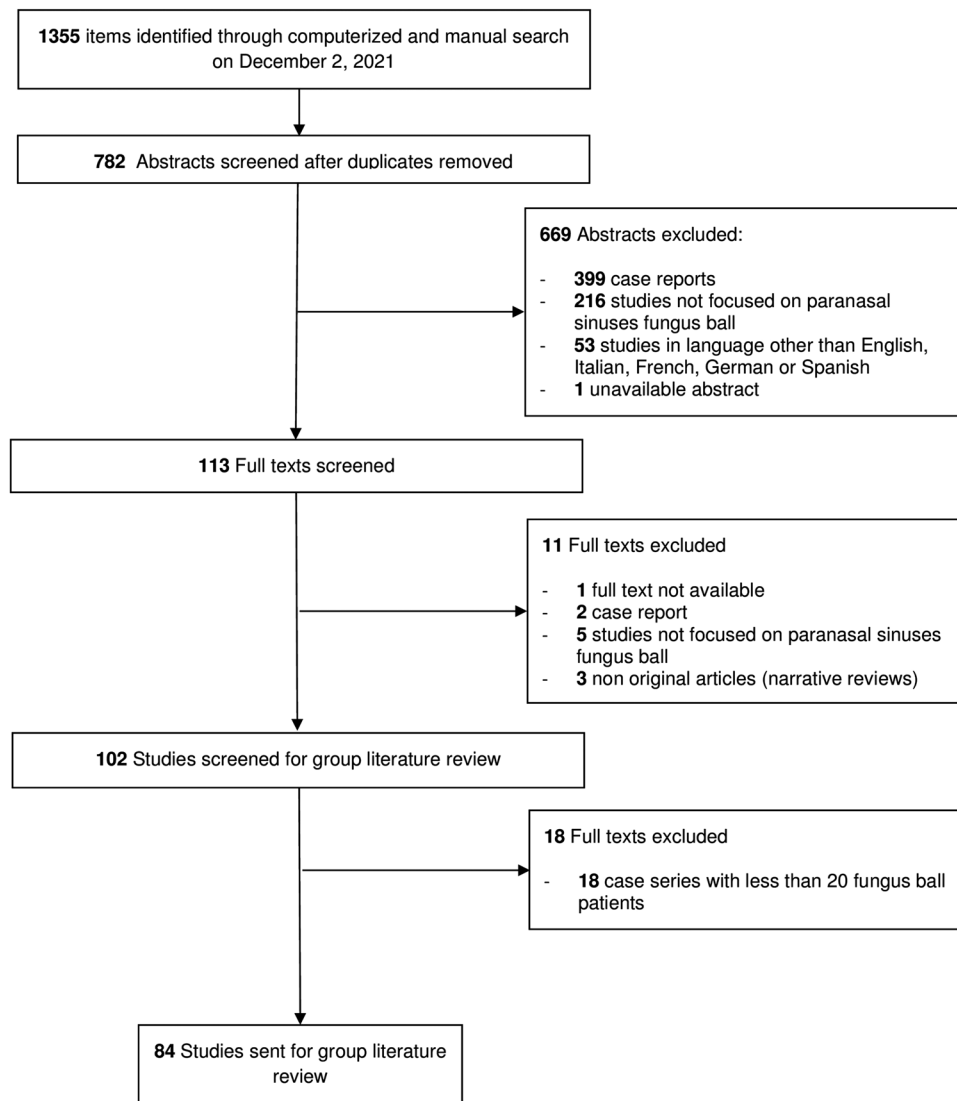 1355 items identified through computerized and manual search
on December 2, 2021
782 Abstracts screened after duplicates removed
669 Abstracts excluded:
- 399 case reports
- 216 studies not focused on paranasal
sinuses fungus ball
- 53 studies in language other than English,
Italian, French, German or Spanish
- 1 unavailable abstract
113 Full texts screened
11 Full texts excluded
- 1 full text not available
- 2 case report
- 5 studies not focused on paranasal sinuses
fungus ball
- 3 non original articles (narrative reviews)
102 Studies screened for group literature review
18 Full texts excluded
- 18 case series with less than 20 fungus ball
patients
84 Studies sent for group literature
review